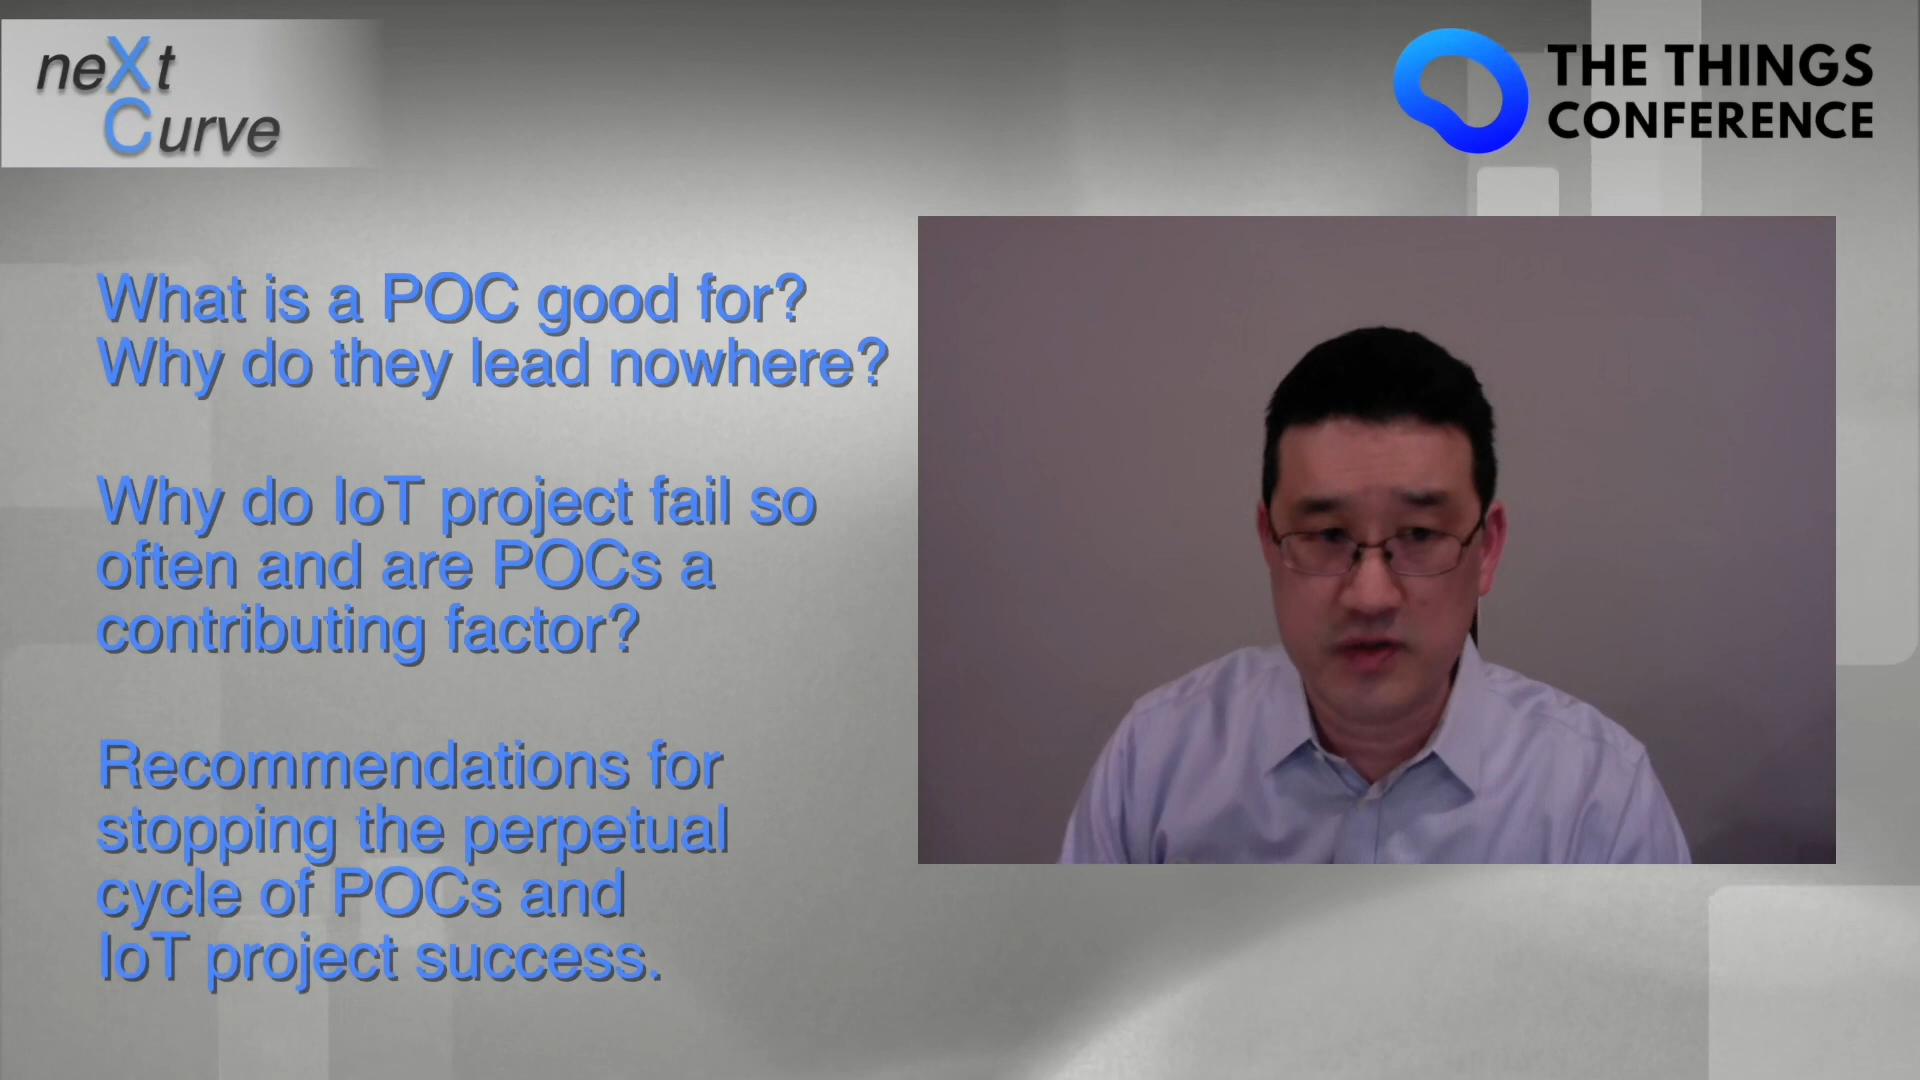 neXt
Curve
THE THINGS
CONFERENCE
What is a POC good for?
Why do they lead nowhere?
Why do IoT project fail so
often and are POCs a
contributing factor?
Recommendations for
stopping the perpetual
cycle of POCs and
IoT project success.